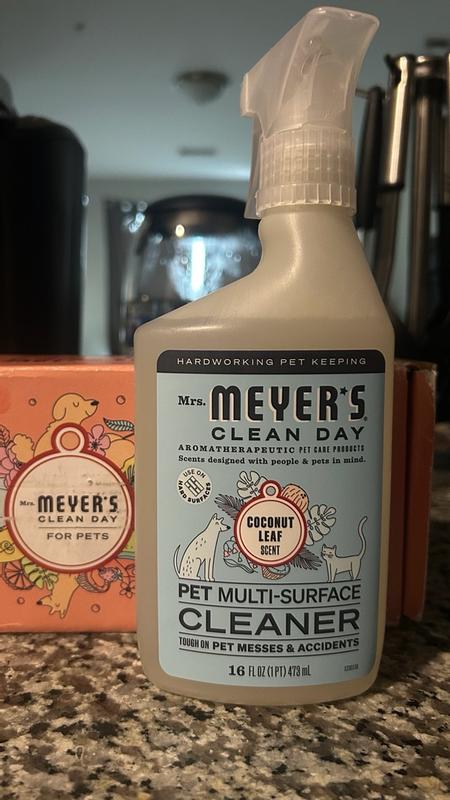 HARDWORKING PET KEEPING
Mrs. MEYER'S®
CLEAN DAY
AROMATHERAPEUTIC PET CARE PRODUCTS
Scents designed with people & pets in mind.
USE ON
HARD SURFACES
COCONUT
LEAF
SCENT
PET MULTI-SURFACE
CLEANER
TOUGH ON PET MESSES & ACCIDENTS
16 FL OZ (1 PT) 473 mL
Mrs. MEYER'S
CLEAN DAY
FOR PETS